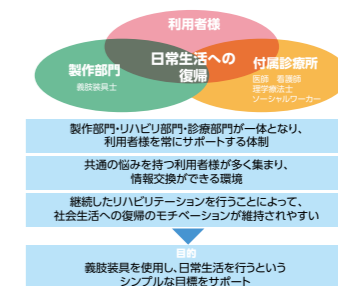 利用者様
日常生活への
復帰
製作部門
義肢装具士
付属診療所
医師　看護師
理学療法士
ソーシャルワーカー
製作部門・リハビリ部門・診療部門が一体となり、
利用者様を常にサポートする体制
共通の悩みを持つ利用者様が多く集まり、
情報交換ができる環境
継続したリハビリテーションを行うことによって、
社会生活への復帰のモチベーションが維持されやすい
目的
義肢装具を使用し、日常生活を行うという
シンプルな目標をサポート